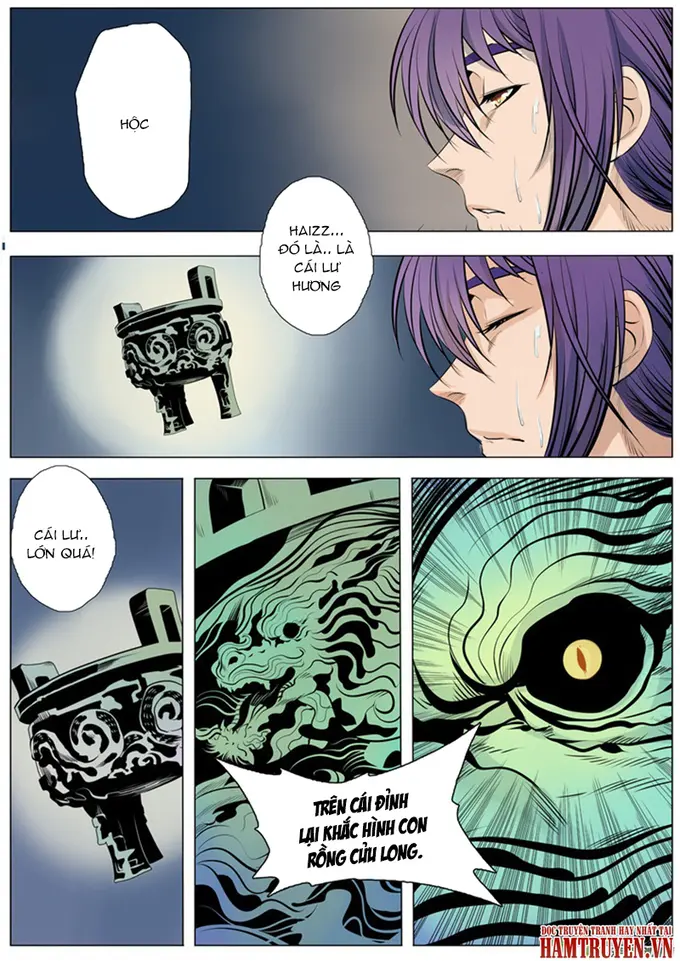 HỘC
HAIZZ...
ĐÓ LÀ.. LÀ
CÁI LƯ
HƯƠNG
CÁI LƯ..
LỚN QUÁ!
TRÊN CÁI ĐỈNH
LẠI KHẮC HÌNH CON
RỒNG CỬU LONG.
ĐỌC TRUYỆN TRANH HAY NHẤT TẠI
HAMTRUYEN.VN